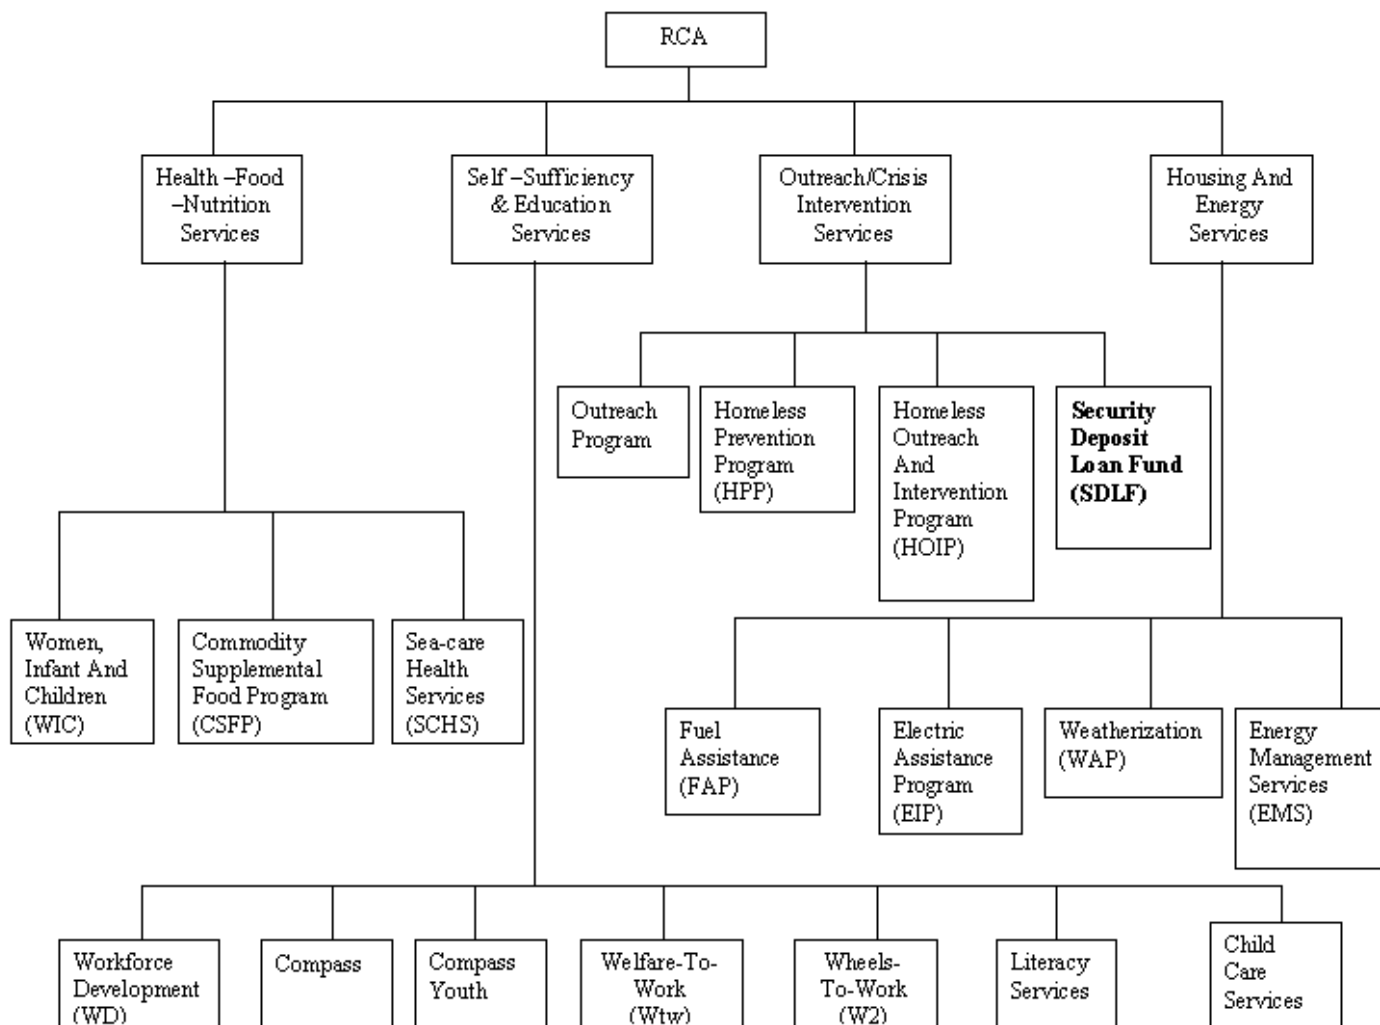 RCA
Health –Food
–Nutrition
Services
Self –Sufficiency
& Education
Services
Outreach/Crisis
Intervention
Services
Housing And
Energy
Services
Outreach
Program
Homeless
Prevention
Program
(HPP)
Homeless
Outreach
And
Intervention
Program
(HOIP)
Security
Deposit
Loan Fund
(SDLF)
Women,
Infant And
Children
(WIC)
Commodity
Supplemental
Food Program
(CSFP)
Sea-care
Health
Services
(SCHS)
Fuel
Assistance
(FAP)
Electric
Assistance
Program
(EIP)
Weatherization
(WAP)
Energy
Management
Services
(EMS)
Workforce
Development
(WD)
Compass
Compass
Youth
Welfare-To-
Work
(Wtw)
Wheels-
To-Work
(W2)
Literacy
Services
Child
Care
Services